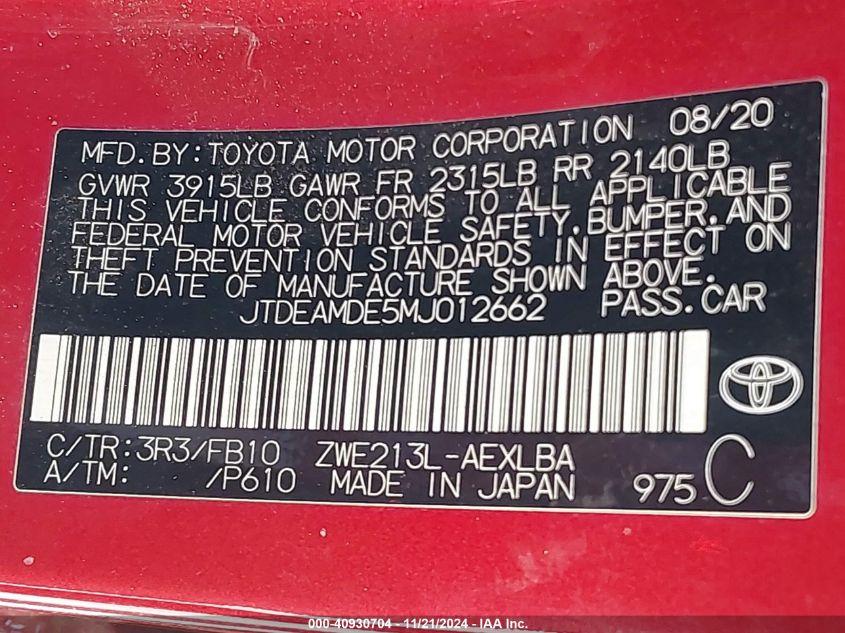 MFD.BY:TOYOTA MOTOR CORPORATION 08/20
GVWR 3915LB GAWR FR 2315LB RR 2140LB
THIS VEHICLE CONFORMS TO ALL APPLICABLE
FEDERAL MOTOR VEHICLE SAFETY,BUMPER,AND
THEFT PREVENTION STANDARDS IN EFFECT ON
THE DATE OF MANUFACTURE SHOWN ABOVE.
JTDEAMDE5MJ012662 PASS.CAR
C/TR:3R3/FB10 ZWE213L-AEXLBA
A/TM: /P610 MADE IN JAPAN 975 C
000-40930704 - 11/21/2024 - IAA Inc.